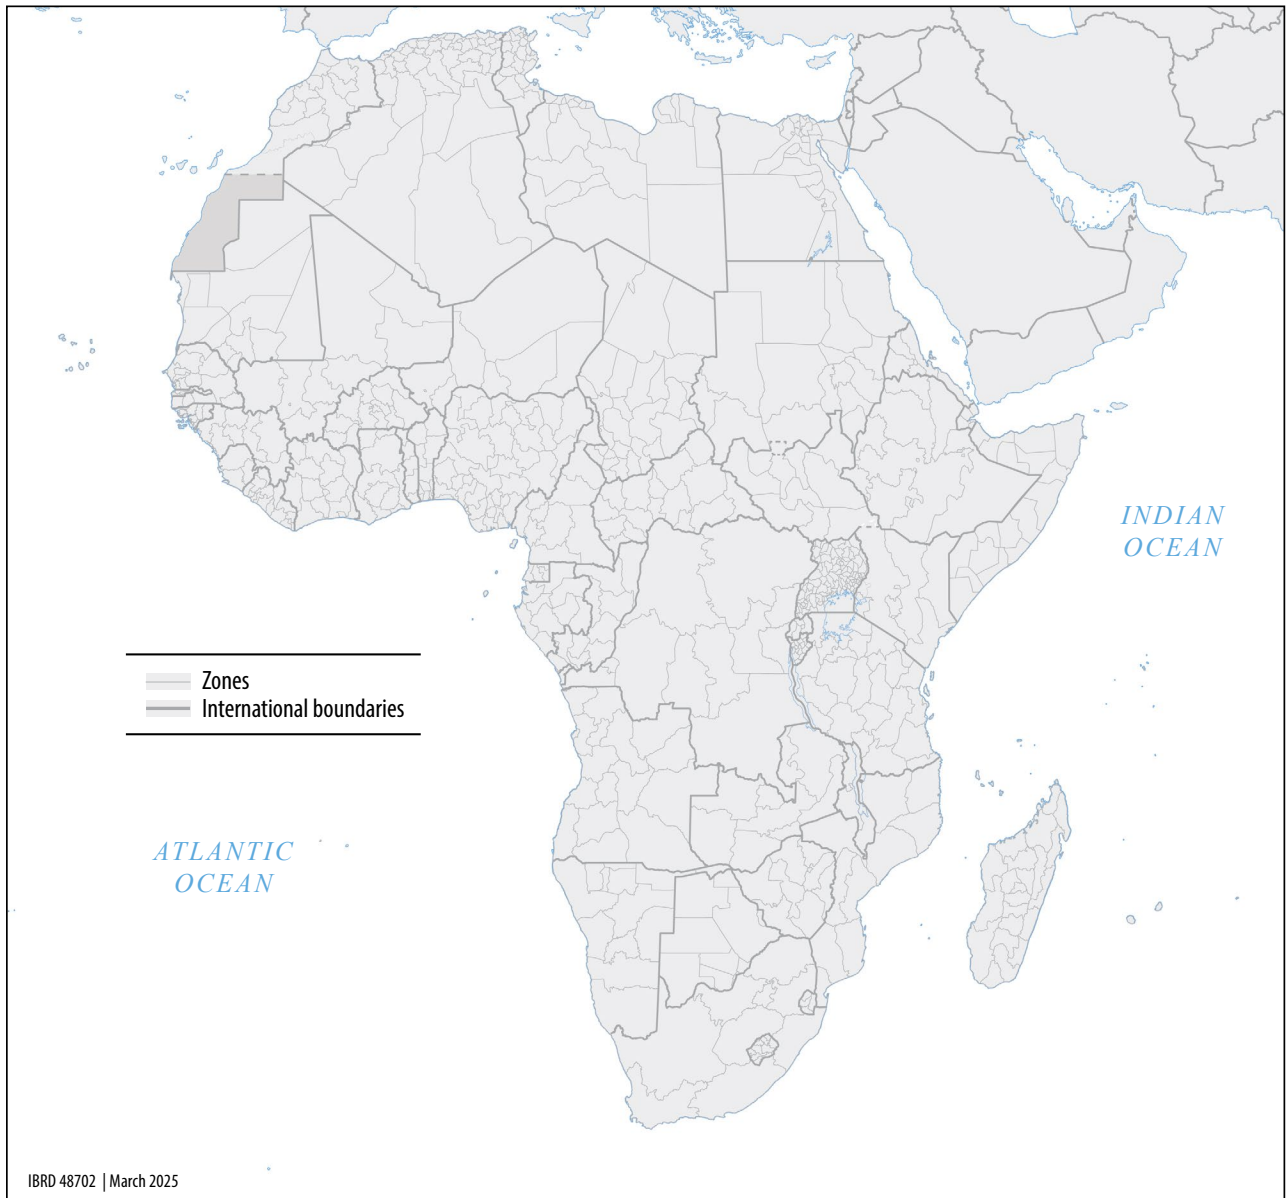 INDIAN
OCEAN
Zones
International boundaries
ATLANTIC
OCEAN
IBRD 48702 | March 2025